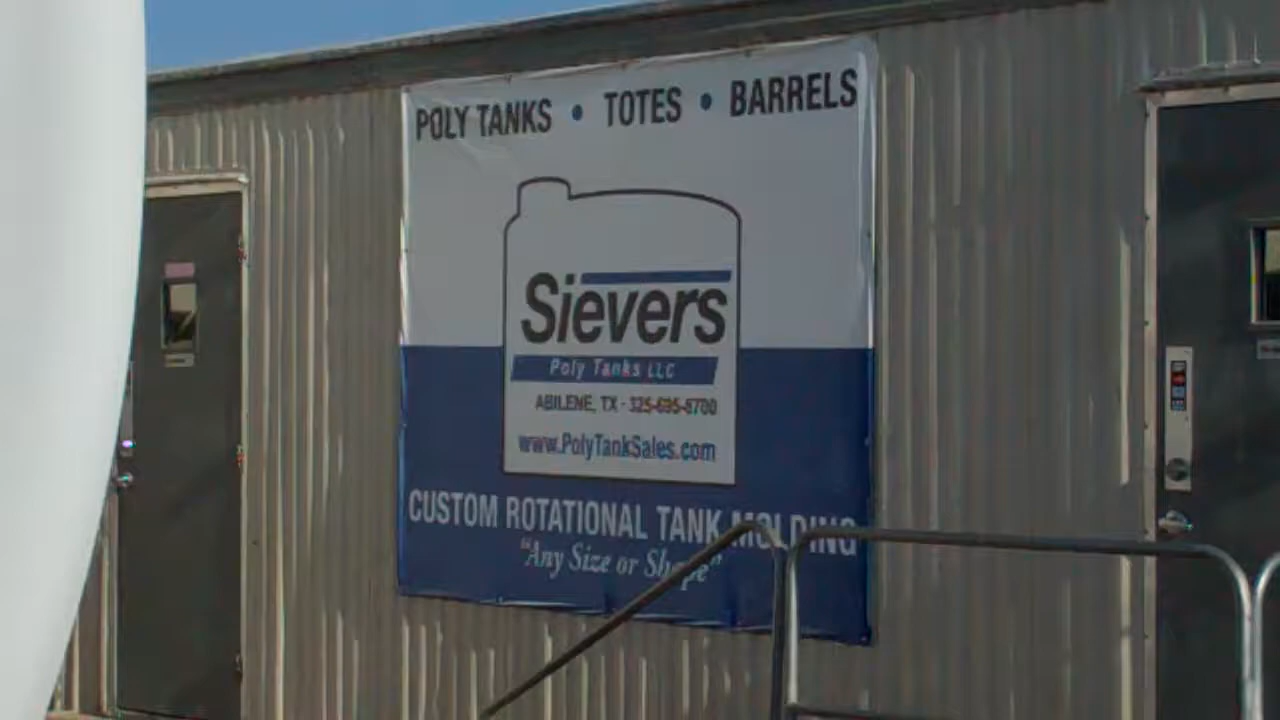 POLY TANKS • TOTES • BARRELS
Sievers
Poly Tanks LLC
ABILENE, TX - 325-695-8700
www.PolyTankSales.com
CUSTOM ROTATIONAL TANK MOLDING
“Any Size or Shape”